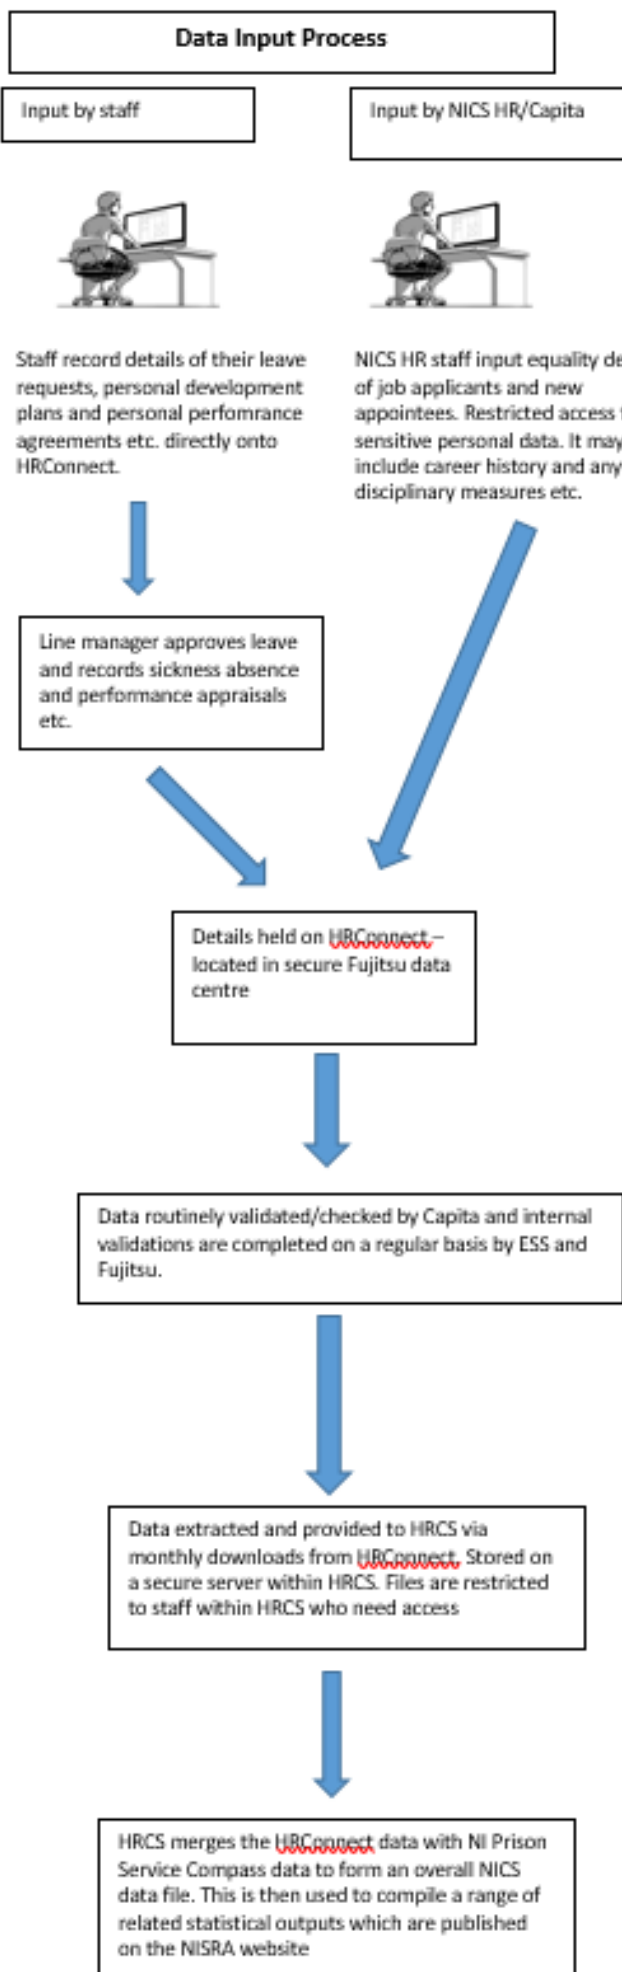 Data Input Process
Input by staff
Input by NICS HR/Capita
Staff record details of their leave
requests, personal development
plans and personal perfomrance
agreements etc. directly onto
HRConnect.
NICS HR staff input equality
of job applicants and new
appointees. Restricted access
sensitive personal data. It may
include career history and any
disciplinary measures etc.
Line manager approves leave
and records sickness absence
and performance appraisals
etc.
Details held on HRConnect –
located in secure Fujitsu data
centre
Data routinely validated/checked by Capita and internal
validations are completed on a regular basis by ESS and
Fujitsu.
Data extracted and provided to HRCS via
monthly downloads from HRConnect. Stored on
a secure server within HRCS. Files are restricted
to staff within HRCS who need access
HRCS merges the HRConnect data with NI Prison
Service Compass data to form an overall NICS
data file. This is then used to compile a range of
related statistical outputs which are published
on the NISRA website